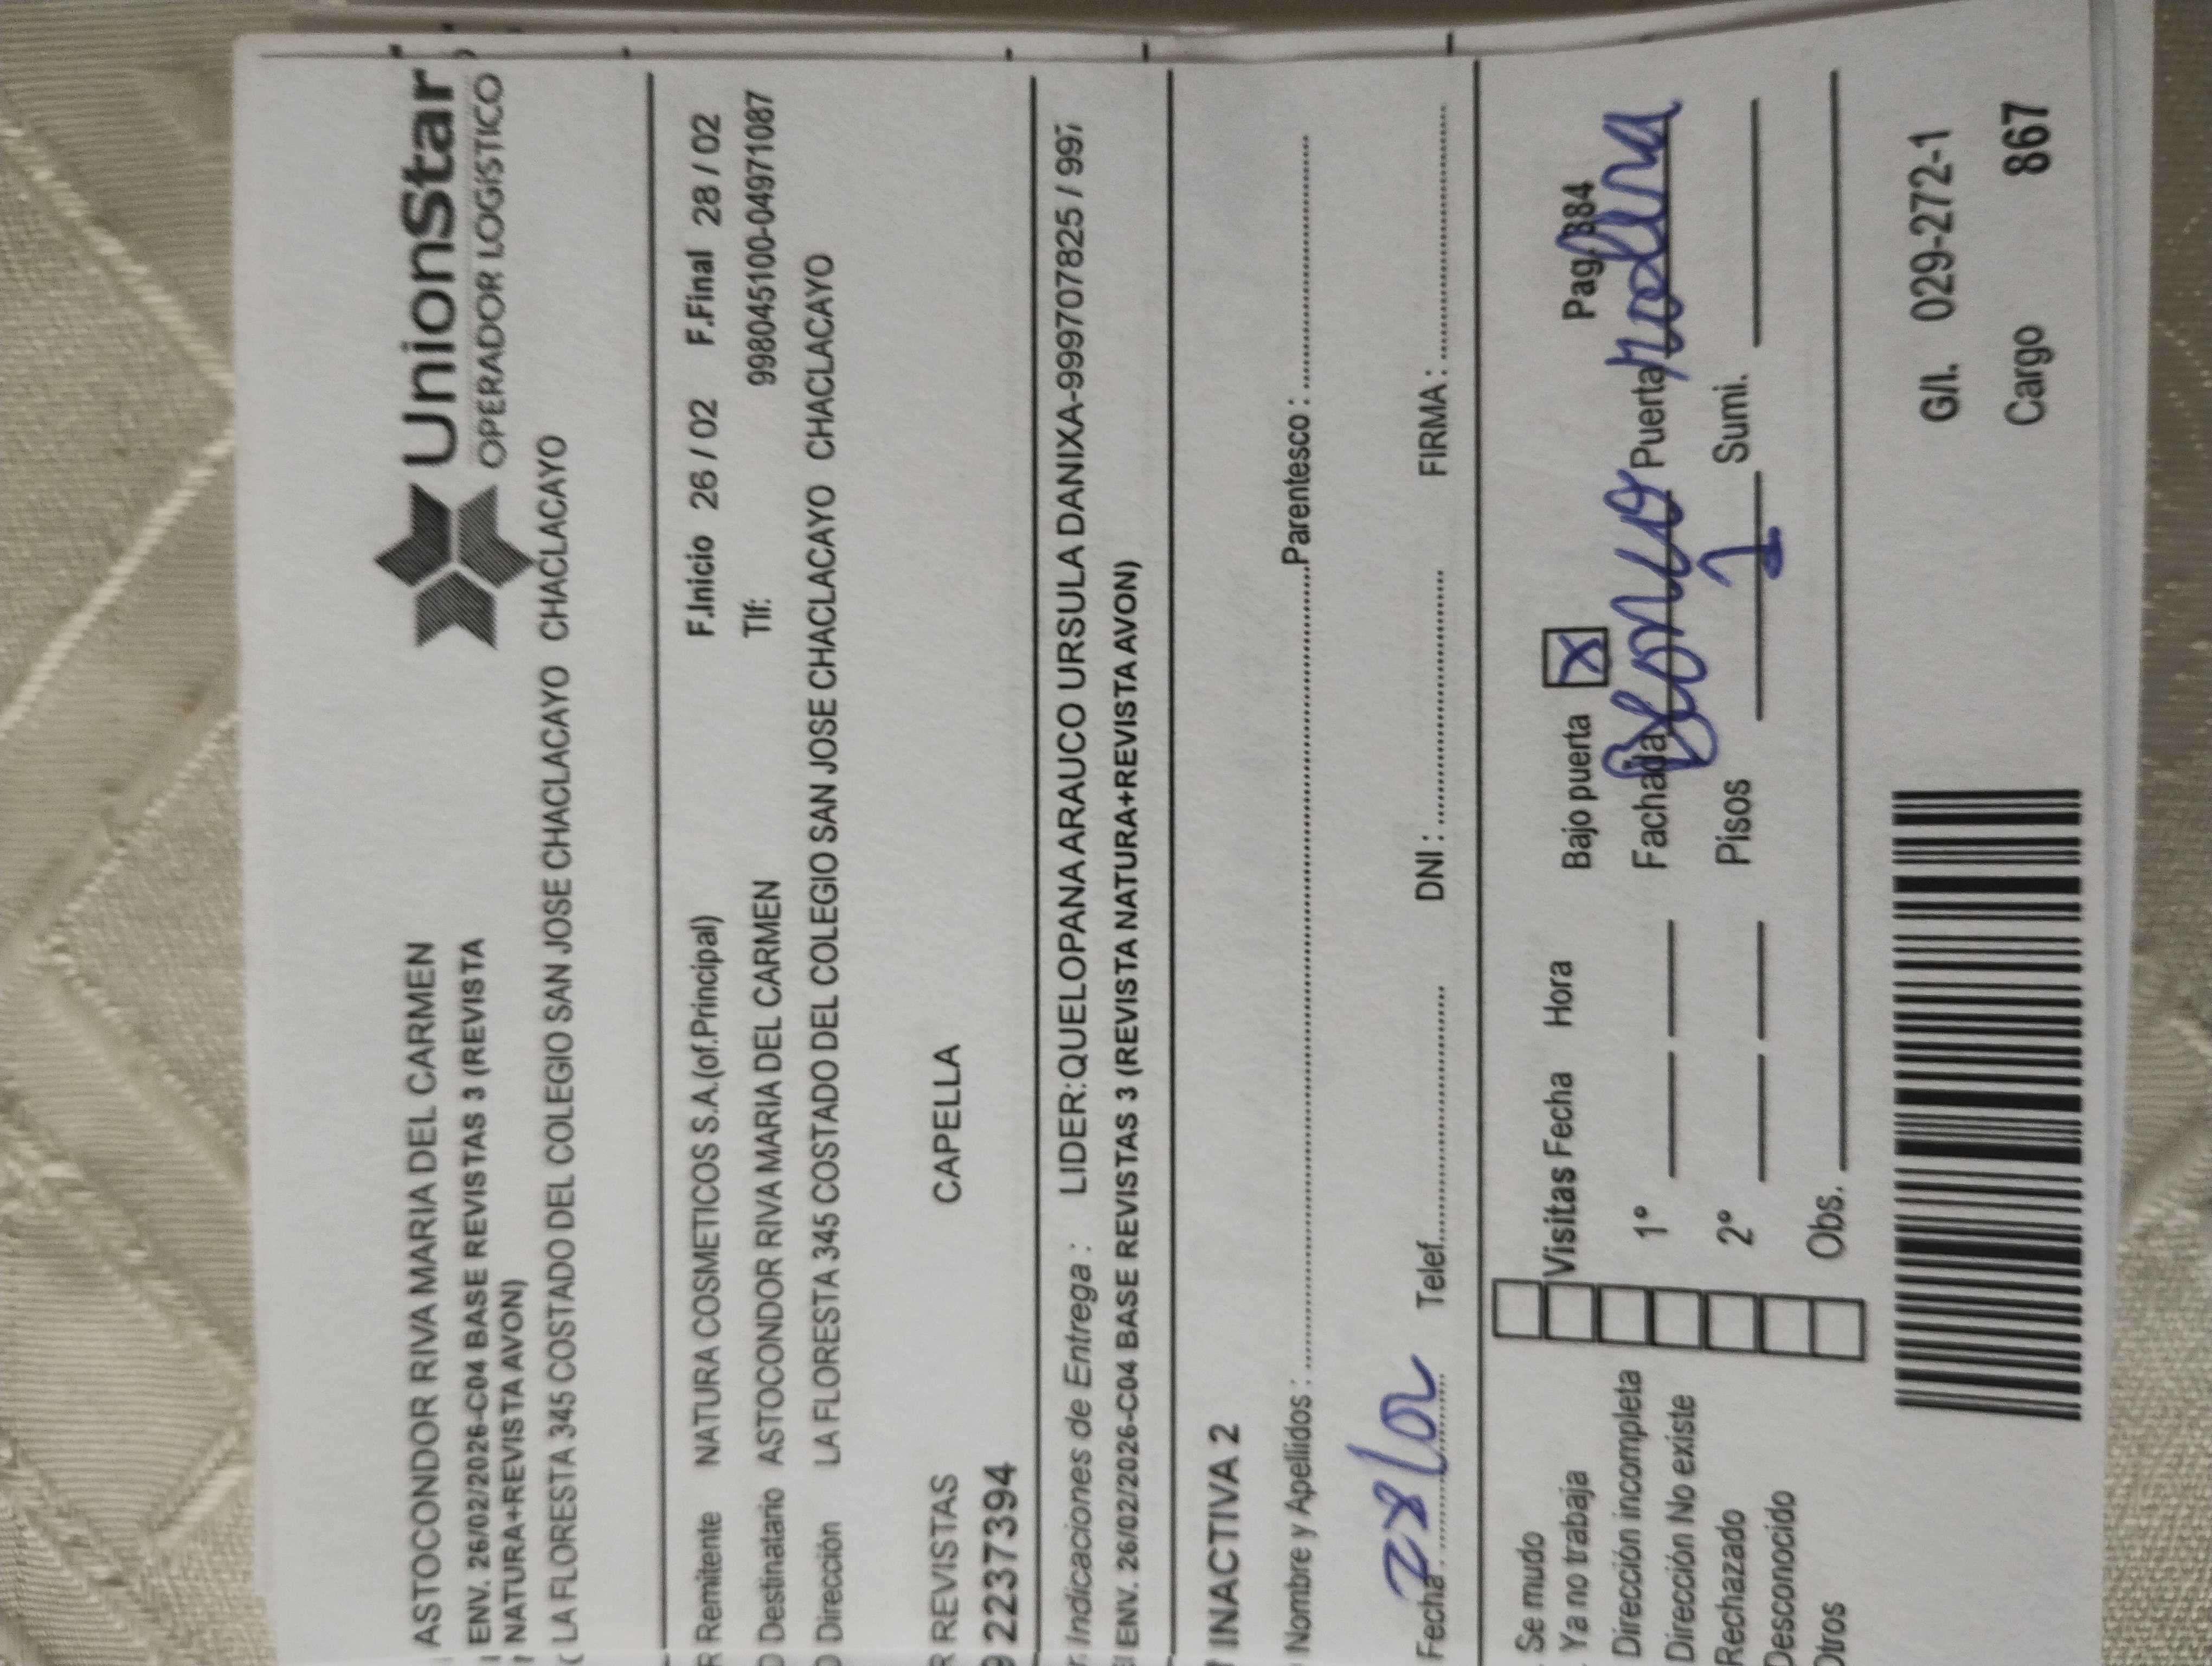 ASTOCONDOR RIVA MARIA DEL CARMEN
UnionStar
OPERADOR LOGÍSTICO
ENV. 26/02/2026-C04 BASE REVISTAS 3 (REVISTA
NATURA+REVISTA AVON)
LA FLORESTA 345 COSTADO DEL COLEGIO SAN JOSE CHACLACAYO CHACLACAYO
Remitente NATURA COSMETICOS S.A.(of.Principal) F.Inicio 26 / 02 F.Final 28 / 02
Destinatario ASTOCONDOR RIVA MARIA DEL CARMEN Tlf: 998045100-04971087
Dirección LA FLORESTA 345 COSTADO DEL COLEGIO SAN JOSE CHACLACAYO CHACLACAYO
REVISTAS CAPELLA
2237394
Indicaciones de Entrega : LIDER:QUELOPANA ARAUCO URSULA DANIXA-999707825 / 997
ENV. 26/02/2026-C04 BASE REVISTAS 3 (REVISTA NATURA+REVISTA AVON)
INACTIVA 2
Nombre y Apellidos : Parentesco :
Fecha Telef. DNI : FIRMA :
Se mudo
Ya no trabaja Visitas Fecha Hora Bajo puerta X Pag. 384
Dirección incompleta 1° Fachada Blanco Puerta madera
Dirección No existe
Rechazado 2° Pisos 2 Sumi.
Desconocido
Otros Obs.
G/I. 029-272-1
Cargo 867